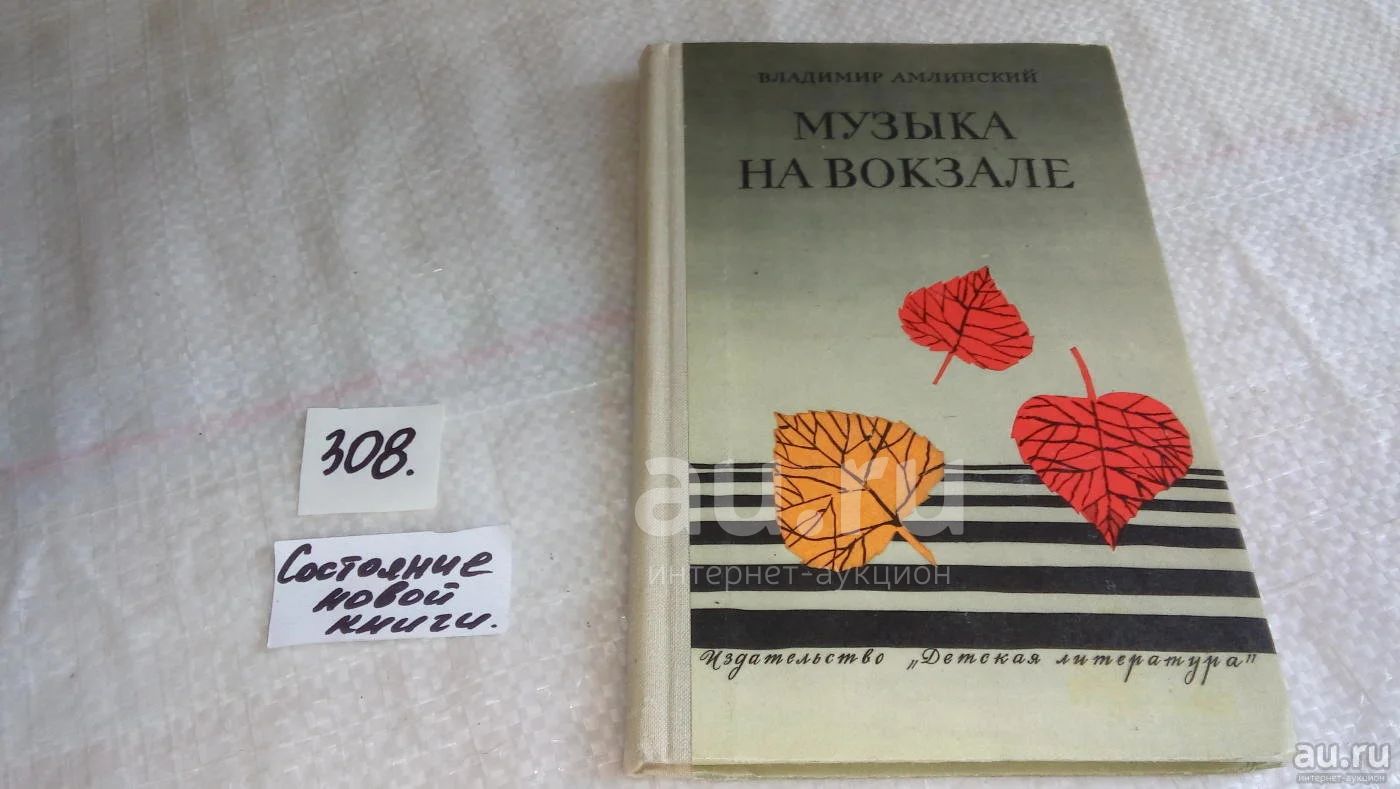 ВЛАДИМИР АМЛИНСКИЙ
МУЗЫКА
НА ВОКЗАЛЕ
308.
Состояние
новой
книги.
au.ru
интернет-аукцион
Издательство „Детская литература"
au.ru
интернет-аукцион